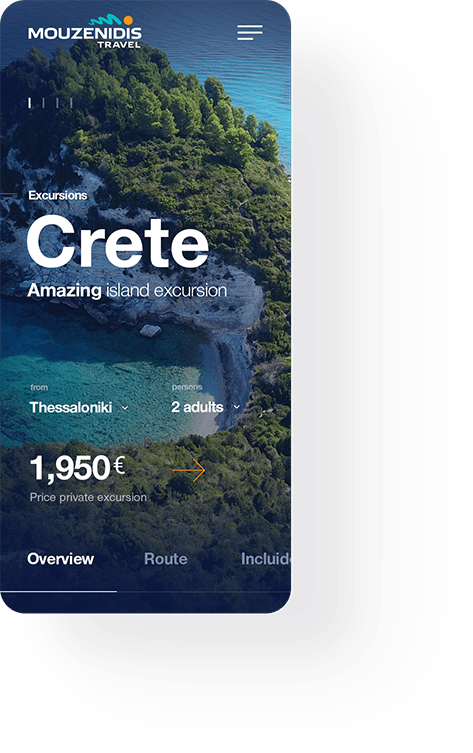 MOUZENIDIS
TRAVEL
Excursions
Crete
Amazing island excursion
from
persons
Thessaloniki
2 adults
1,950€
Price private excursion
Overview Route Incluid